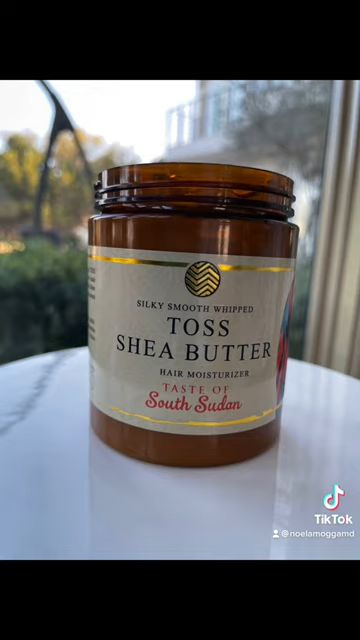 SILKY SMOOTH WHIPPED
TOSS
SHEA BUTTER
HAIR MOISTURIZER
TASTE OF
South Sudan
TikTok
@noelamoggamd